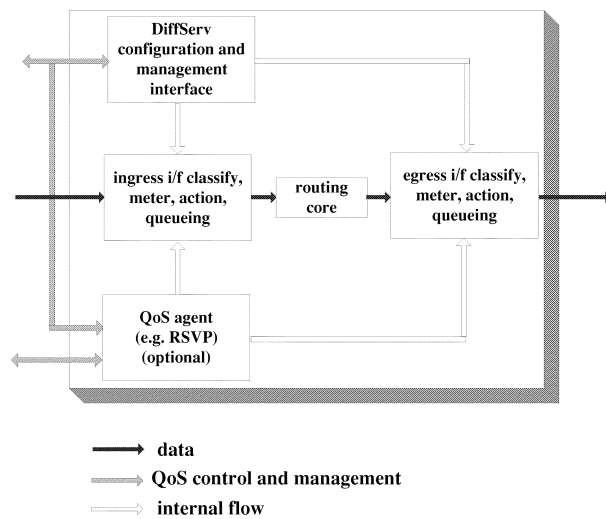 DiffServ
configuration and
management
interface
ingress i/f classify,
meter, action,
queueing
routing
core
egress i/f classify,
meter, action,
queueing
QoS agent
(e.g. RSVP)
(optional)
data
QoS control and management
internal flow